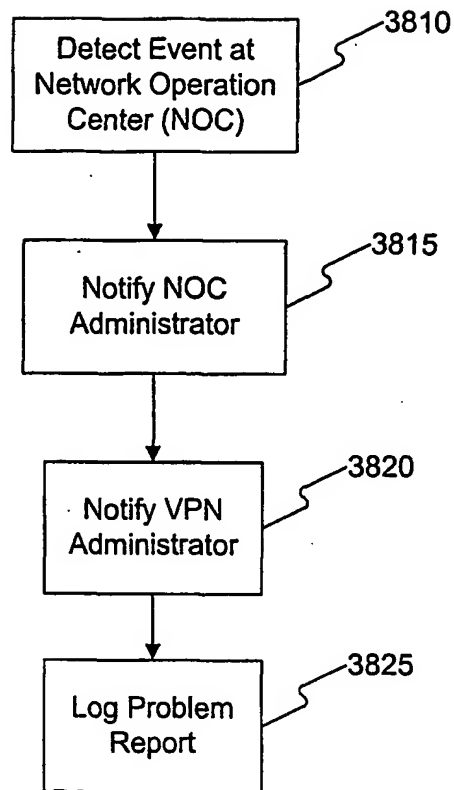 3810
Detect Event at
Network Operation
Center (NOC)
3815
Notify NOC
Administrator
3820
Notify VPN
Administrator
3825
Log Problem
Report